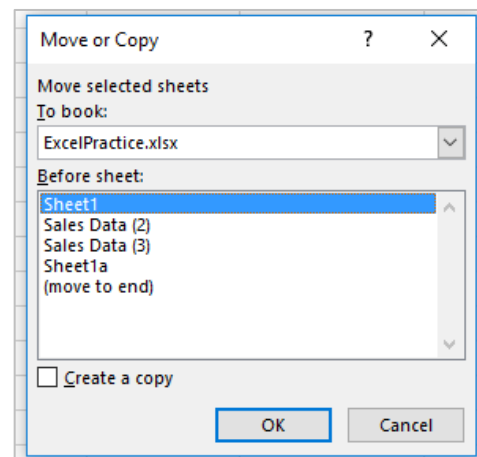 Move or Copy ?
Move selected sheets
To book:
ExcelPractice.xlsx
Before sheet:
Sheet1
Sales Data (2)
Sales Data (3)
Sheet1a
(move to end)
Create a copy
OK Cancel